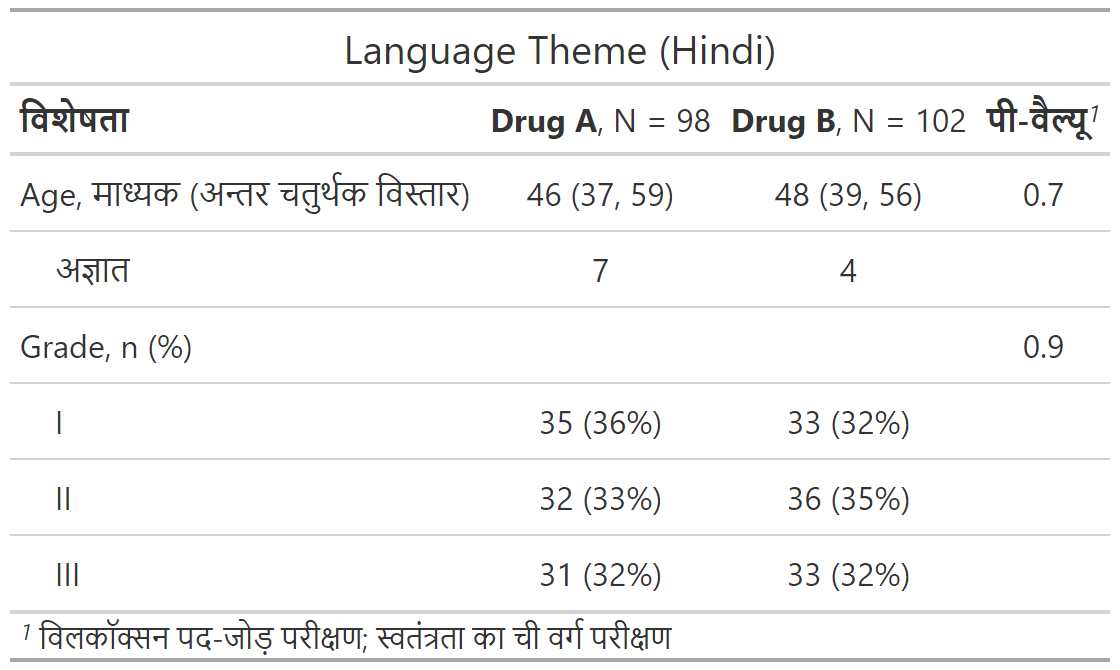 Language Theme (Hindi)
विशेषता Drug A, N = 98 Drug B, N = 102 पी-वैल्यू1
Age, माध्यक (अन्तर चतुर्थक विस्तार) 46 (37, 59) 48 (39, 56) 0.7
अज्ञात 7 4
Grade, n (%) 0.9
I 35 (36%) 33 (32%)
II 32 (33%) 36 (35%)
III 31 (32%) 33 (32%)
1 विलकॉक्सन पद-जोड़ परीक्षण; स्वतंत्रता का ची वर्ग परीक्षण